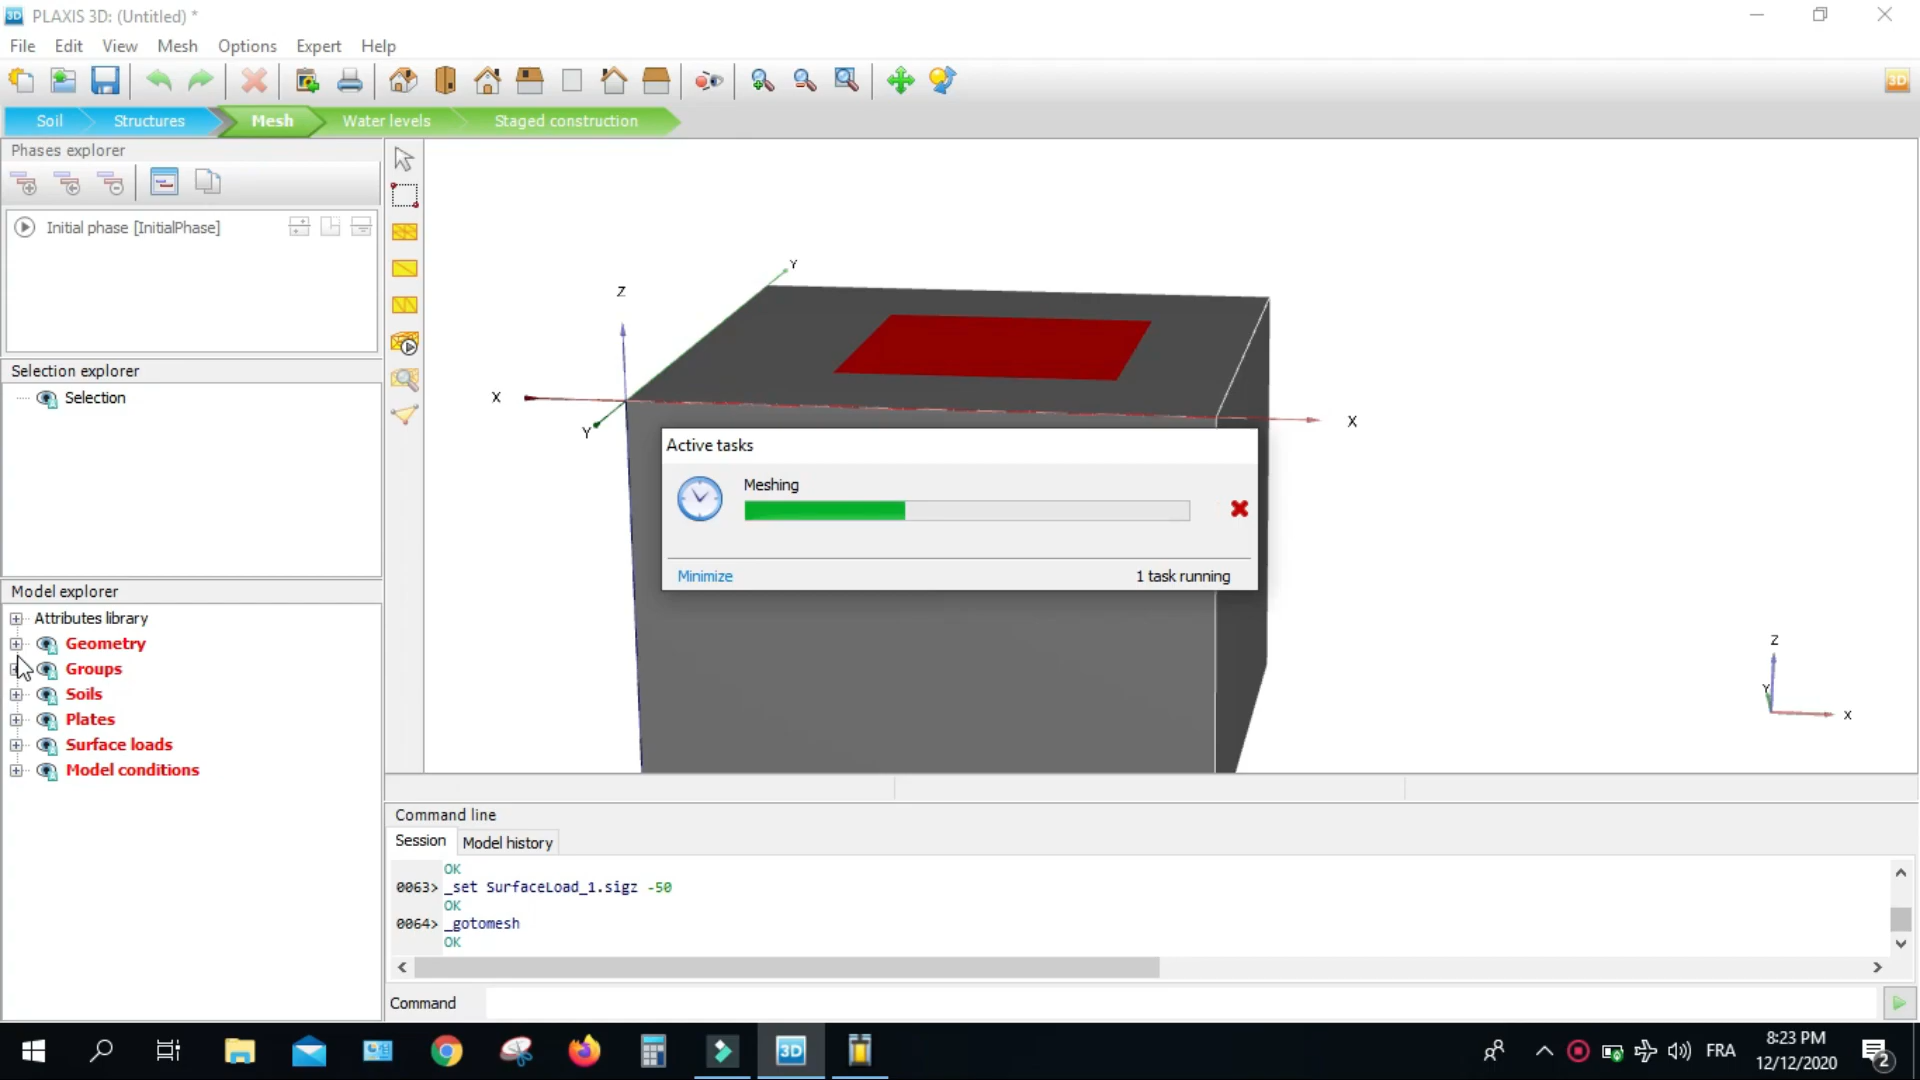 PLAXIS 3D: (Untitled) *
File Edit View Mesh Options Expert Help
3D
Soil Structures Mesh Water levels Staged construction
Phases explorer
Initial phase [InitialPhase]
Selection explorer
Selection
Model explorer
Attributes library
Geometry
Groups
Soils
Plates
Surface loads
Model conditions
Y
Z
X
Y
X
Active tasks
Meshing
Minimize 1 task running
Z
Y
X
Command line
Session Model history
OK
0063> _set SurfaceLoad_1.sigz -50
OK
0064> _gotomesh
OK
Command
3D
FRA
8:23 PM
12/12/2020
2